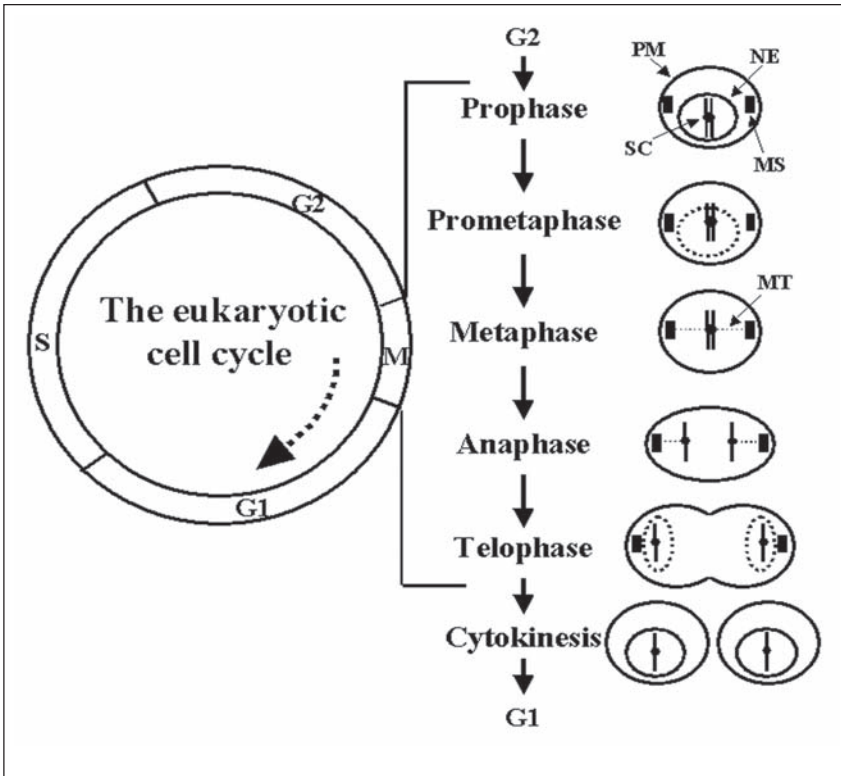 G2
PM
NE
Prophase
SC
MS
G2
Prometaphase
MT
The eukaryotic
cell cycle
S
M
Metaphase
Anaphase
G1
Telophase
Cytokinesis
G1